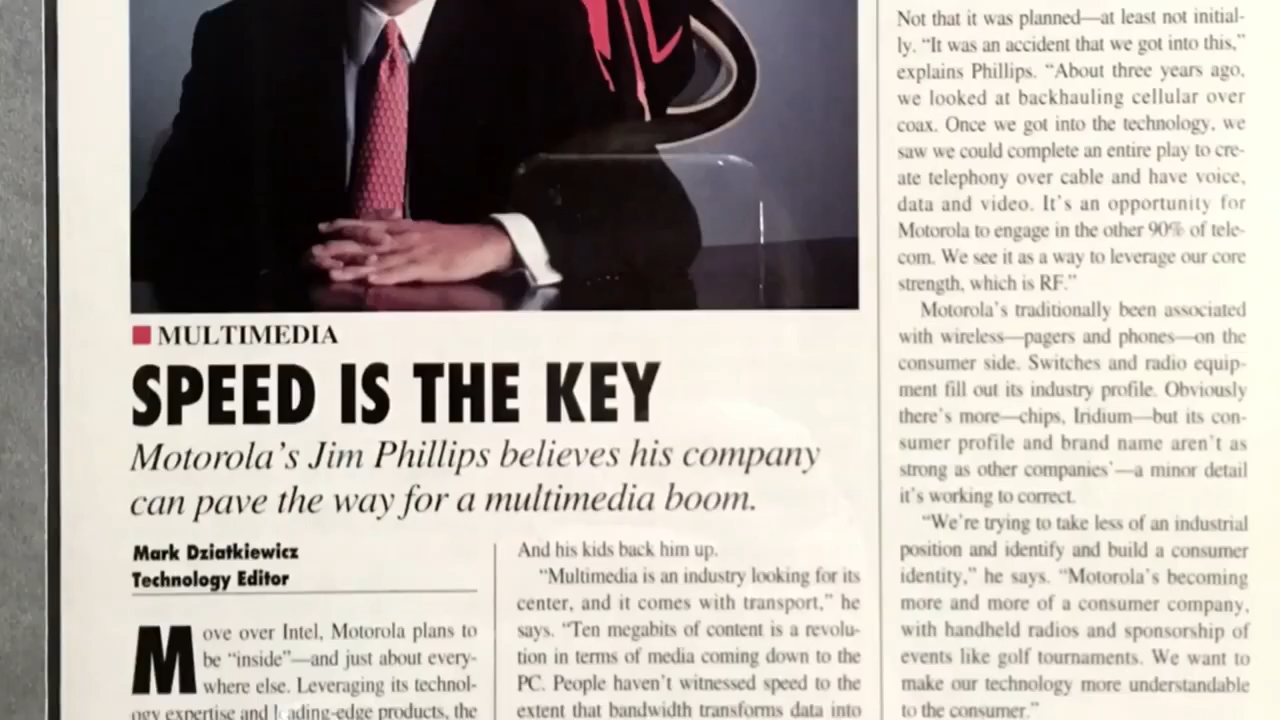 MULTIMEDIA
SPEED IS THE KEY
Motorola's Jim Phillips believes his company
can pave the way for a multimedia boom.
Mark Dziatkiewicz
Technology Editor
Move over Intel, Motorola plans to
be “inside”—and just about every-
where else. Leveraging its technol-
ogy expertise and leading-edge products, the
And his kids back him up.
“Multimedia is an industry looking for its
center, and it comes with transport,” he
says. “Ten megabits of content is a revolu-
tion in terms of media coming down to the
PC. People haven't witnessed speed to the
extent that bandwidth transforms data into
Not that it was planned—at least not initial-
ly. “It was an accident that we got into this,”
explains Phillips. “About three years ago,
we looked at backhauling cellular over
coax. Once we got into the technology, we
saw we could complete an entire play to cre-
ate telephony over cable and have voice,
data and video. It's an opportunity for
Motorola to engage in the other 90% of tele-
com. We see it as a way to leverage our core
strength, which is RF.”
Motorola's traditionally been associated
with wireless—pagers and phones—on the
consumer side. Switches and radio equip-
ment fill out its industry profile. Obviously
there's more—chips, Iridium—but its con-
sumer profile and brand name aren't as
strong as other companies'—a minor detail
it's working to correct.
“We're trying to take less of an industrial
position and identify and build a consumer
identity,” he says. “Motorola's becoming
more and more of a consumer company,
with handheld radios and sponsorship of
events like golf tournaments. We want to
make our technology more understandable
to the consumer.”